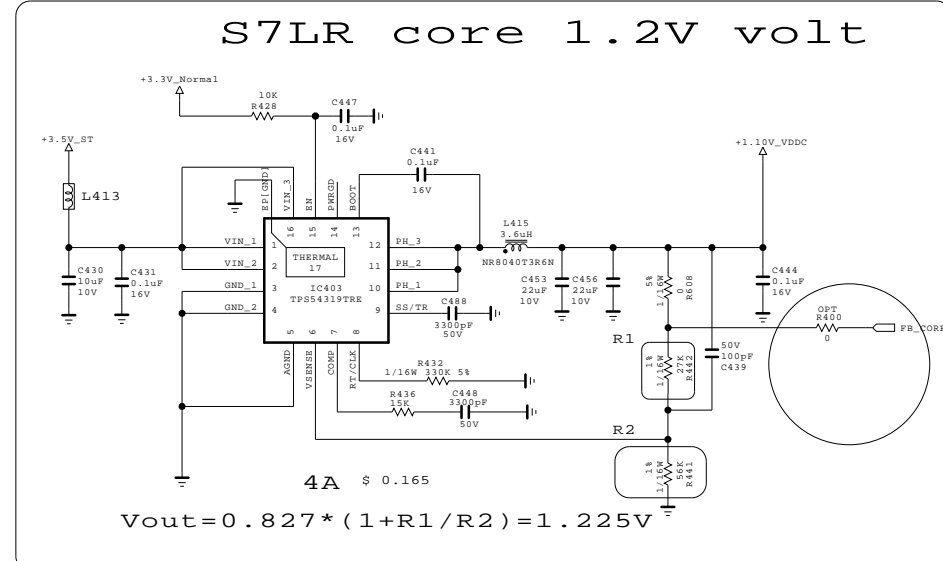 S7LR core 1.2V volt
+3.3V_Normal
10K
R428
C447
0.1uF
16V
+3.5V_ST
L413
C441
0.1uF
16V
+1.10V_VDDC
EP[GND]
VIN_3
EN
PWRGD
BOOT
16
15
14
13
L415
3.6uH
NR8040T3R6N
VIN_1
1
VIN_2
2
GND_1
3
GND_2
4
THERMAL
17
IC403
TPS54319TRE
12
PH_3
11
PH_2
10
PH_1
9
SS/TR
C430
10uF
10V
C431
0.1uF
16V
C453
22uF
10V
C456
22uF
10V
5%
1/16W
0
R608
C444
0.1uF
16V
C488
3300pF
50V
OPT
R400
0
R1
50V
100pF
C439
5
6
7
8
AGND
VSENSE
COMP
RT/CLK
R432
1/16W 330K 5%
1%
1/16W
27K
R442
R436
15K
C448
3300pF
50V
R2
1%
1/16W
56K
R441
4A
$ 0.165
Vout=0.827*(1+R1/R2)=1.225V